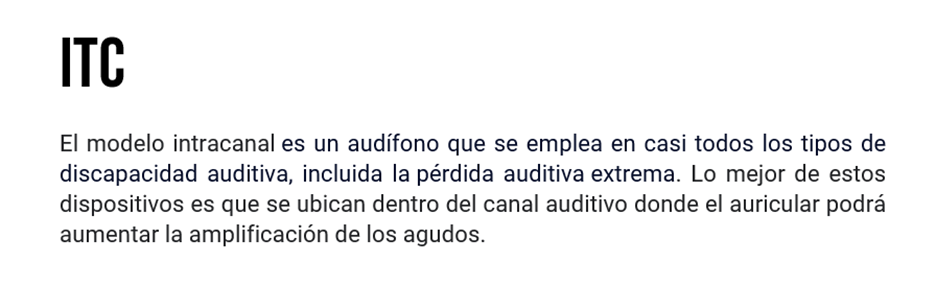 ITC
El modelo intracanal es un audífono que se emplea en casi todos los tipos de
discapacidad auditiva, incluida la pérdida auditiva extrema. Lo mejor de estos
dispositivos es que se ubican dentro del canal auditivo donde el auricular podrá
aumentar la amplificación de los agudos.